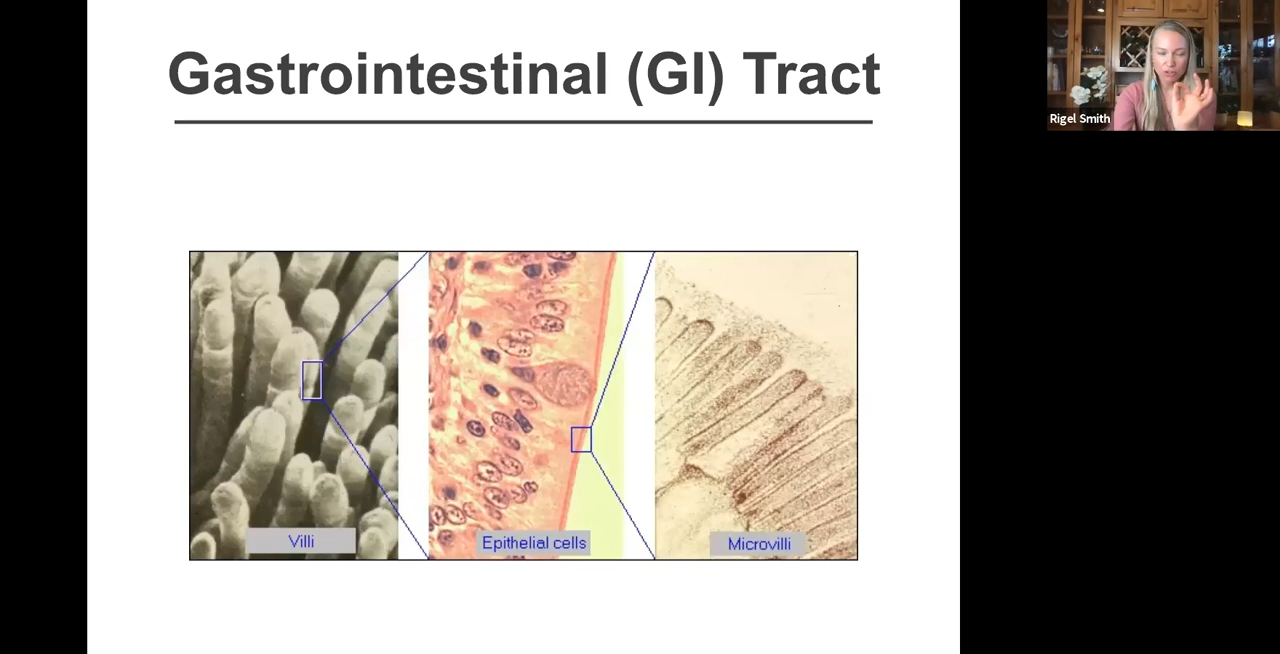 Gastrointestinal (GI) Tract
Rigel Smith
Villi
Epithelial cells
Microvilli